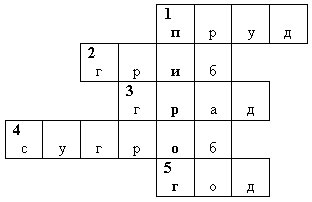 1
п р у д
2
г р и б
3
г р а д
4
с у г р о б
5
г о д